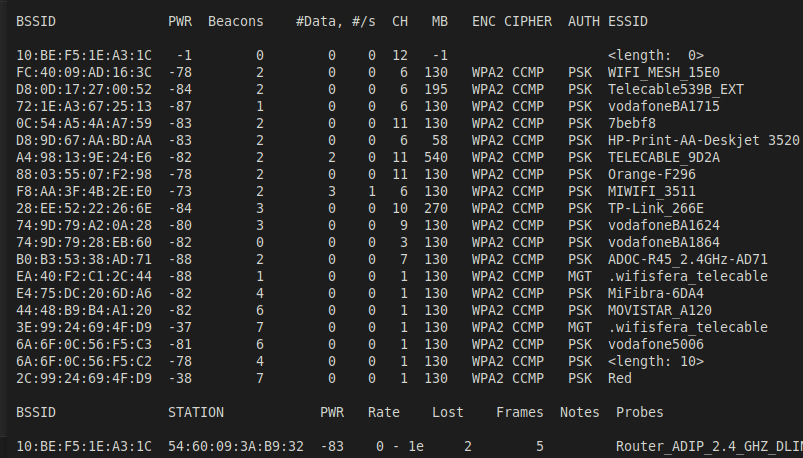 BSSID PWR Beacons #Data, #/s CH MB ENC CIPHER AUTH ESSID
10:BE:F5:1E:A3:1C -1 0 0 0 12 -1 <length: 0>
FC:40:09:AD:16:3C -78 2 0 0 6 130 WPA2 CCMP PSK WIFI_MESH_15E0
D8:0D:17:27:00:52 -84 2 0 0 6 195 WPA2 CCMP PSK Telecable539B_EXT
72:1E:A3:67:25:13 -87 1 0 0 6 130 WPA2 CCMP PSK vodafoneBA1715
0C:54:A5:4A:A7:59 -83 2 0 0 11 130 WPA2 CCMP PSK 7bebf8
D8:9D:67:AA:BD:AA -83 2 0 0 6 58 WPA2 CCMP PSK HP-Print-AA-Deskjet 3520
A4:98:13:9E:24:E6 -82 2 2 0 11 540 WPA2 CCMP PSK TELECABLE_9D2A
88:03:55:07:F2:98 -78 2 0 0 11 130 WPA2 CCMP PSK Orange-F296
F8:AA:3F:4B:2E:E0 -73 2 3 1 6 130 WPA2 CCMP PSK MIWIFI_3511
28:EE:52:22:26:6E -84 3 0 0 10 270 WPA2 CCMP PSK TP-Link_266E
74:9D:79:A2:0A:28 -80 3 0 0 9 130 WPA2 CCMP PSK vodafoneBA1624
74:9D:79:28:EB:60 -82 0 0 0 3 130 WPA2 CCMP PSK vodafoneBA1864
B0:B3:53:38:AD:71 -88 2 0 0 7 130 WPA2 CCMP PSK ADOC-R45_2.4GHz-AD71
EA:40:F2:C1:2C:44 -88 1 0 0 1 130 WPA2 CCMP MGT .wifisfera_telecable
E4:75:DC:20:6D:A6 -82 4 0 0 1 130 WPA2 CCMP PSK MiFibra-6DA4
44:48:B9:B4:A1:20 -82 6 0 0 1 130 WPA2 CCMP PSK MOVISTAR_A120
3E:99:24:69:4F:D9 -37 7 0 0 1 130 WPA2 CCMP MGT .wifisfera_telecable
6A:6F:0C:56:F5:C3 -81 6 0 0 1 130 WPA2 CCMP PSK vodafone5006
6A:6F:0C:56:F5:C2 -78 4 0 0 1 130 WPA2 CCMP PSK <length: 10>
2C:99:24:69:4F:D9 -38 7 0 0 1 130 WPA2 CCMP PSK Red
BSSID STATION PWR Rate Lost Frames Notes Probes
10:BE:F5:1E:A3:1C 54:60:09:3A:B9:32 -83 0 - 1e 2 5 Router_ADIP_2.4_GHZ_DLIN